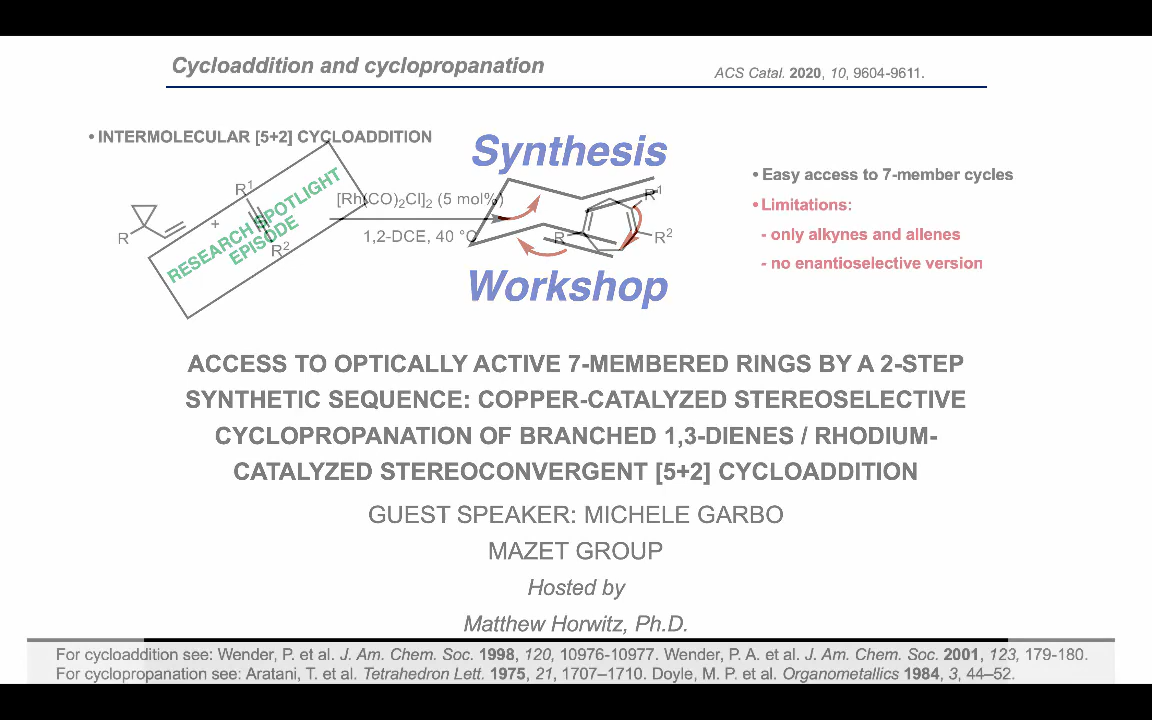 Cycloaddition and cyclopropanation
ACS Catal. 2020, 10, 9604-9611.
• INTERMOLECULAR [5+2] CYCLOADDITION
Synthesis
Workshop
RESEARCH SPOTLIGHT
EPISODE
R
+
R1
R2
[Rh(CO)2Cl]2 (5 mol%)
1,2-DCE, 40 °C
R
R1
R2
• Easy access to 7-member cycles
• Limitations:
- only alkynes and allenes
- no enantioselective version
ACCESS TO OPTICALLY ACTIVE 7-MEMBERED RINGS BY A 2-STEP
SYNTHETIC SEQUENCE: COPPER-CATALYZED STEREOSELECTIVE
CYCLOPROPANATION OF BRANCHED 1,3-DIENES / RHODIUM-
CATALYZED STEREOCONVERGENT [5+2] CYCLOADDITION
GUEST SPEAKER: MICHELE GARBO
MAZET GROUP
Hosted by
Matthew Horwitz, Ph.D.
For cycloaddition see: Wender, P. et al. J. Am. Chem. Soc. 1998, 120, 10976-10977. Wender, P. A. et al. J. Am. Chem. Soc. 2001, 123, 179-180.
For cyclopropanation see: Aratani, T. et al. Tetrahedron Lett. 1975, 21, 1707–1710. Doyle, M. P. et al. Organometallics 1984, 3, 44–52.